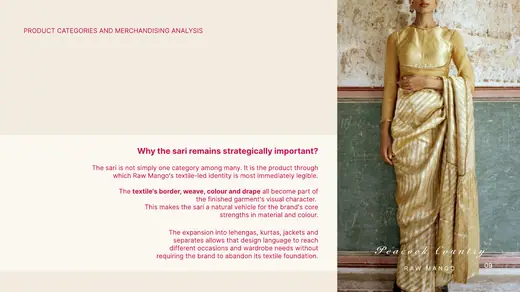 PRODUCT CATEGORIES AND MERCHANDISING ANALYSIS
Why the sari remains strategically important?
The sari is not simply one category among many. It is the product through
which Raw Mango's textile-led identity is most immediately legible.
The textile's border, weave, colour and drape all become part of
the finished garment's visual character.
This makes the sari a natural vehicle for the brand's core
strengths in material and colour.
The expansion into lehengas, kurtas, jackets and
separates allows that design language to reach
different occasions and wardrobe needs without
requiring the brand to abandon its textile foundation.
Peacock Country
RAW MANGO
09